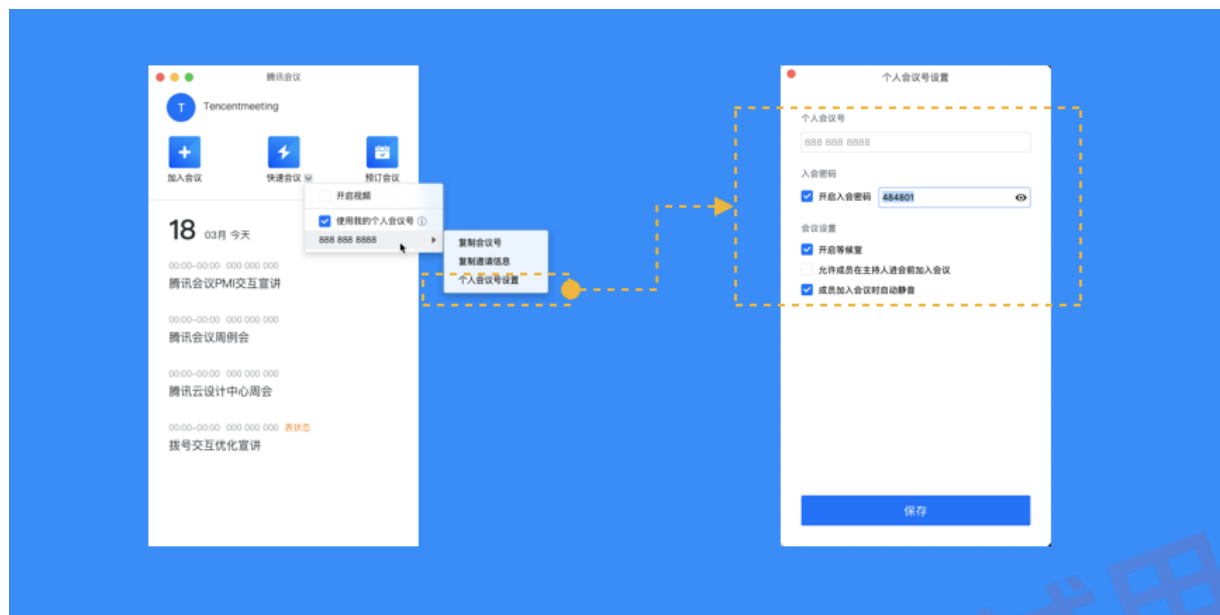 腾讯会议
T
Tencentmeeting
加入会议
快速会议
预订会议
开启视频
使用我的个人会议号
888 888 8888
复制会议号
复制邀请信息
个人会议号设置
18 03月 今天
00:00-00:00 000 000 000
腾讯会议PMI交互宣讲
00:00-00:00 000 000 000
腾讯会议周例会
00:00-00:00 000 000 000
腾讯云设计中心周会
00:00-00:00 000 000 000 表状态
拨号交互优化宣讲
个人会议号设置
个人会议号
888 888 8888
入会密码
开启入会密码 484801
会议设置
开启等候室
允许成员在主持人进会前加入会议
成员加入会议时自动静音
保存
试用